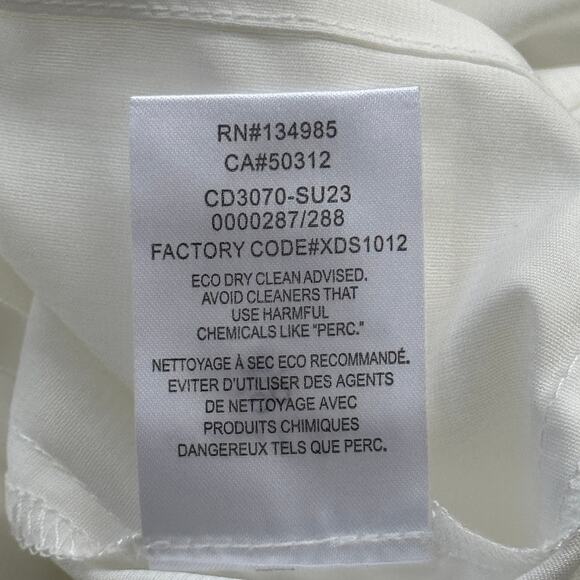 RN#134985
CA#50312
CD3070-SU23
0000287/288
FACTORY CODE#XDS1012
ECO DRY CLEAN ADVISED.
AVOID CLEANERS THAT
USE HARMFUL
CHEMICALS LIKE "PERC."
NETTOYAGE À SEC ECO RECOMMANDÉ.
EVITER D'UTILISER DES AGENTS
DE NETTOYAGE AVEC
PRODUITS CHIMIQUES
DANGEREUX TELS QUE PERC.